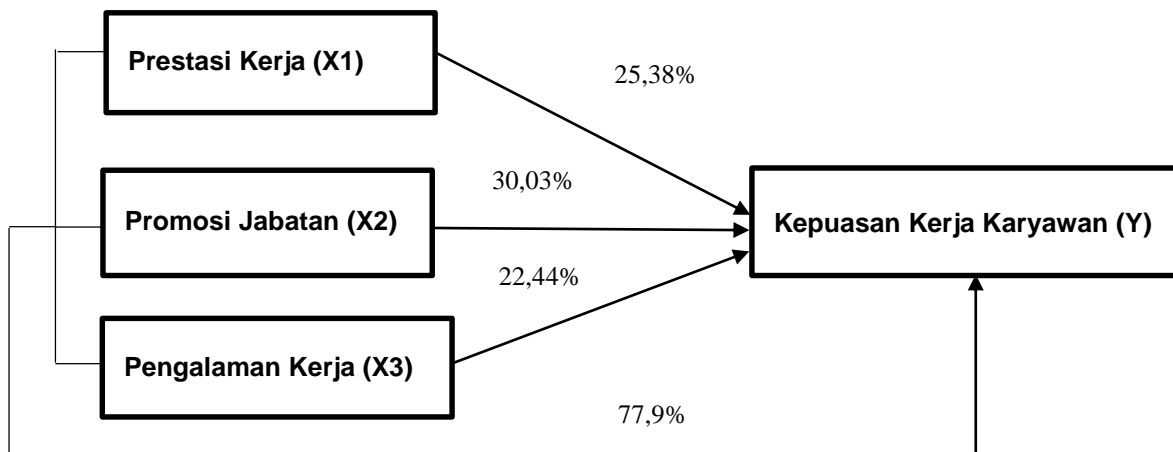 Prestasi Kerja (X1)
25,38%
30,03%
Promosi Jabatan (X2)
Kepuasan Kerja Karyawan (Y)
22,44%
Pengalaman Kerja (X3)
77,9%